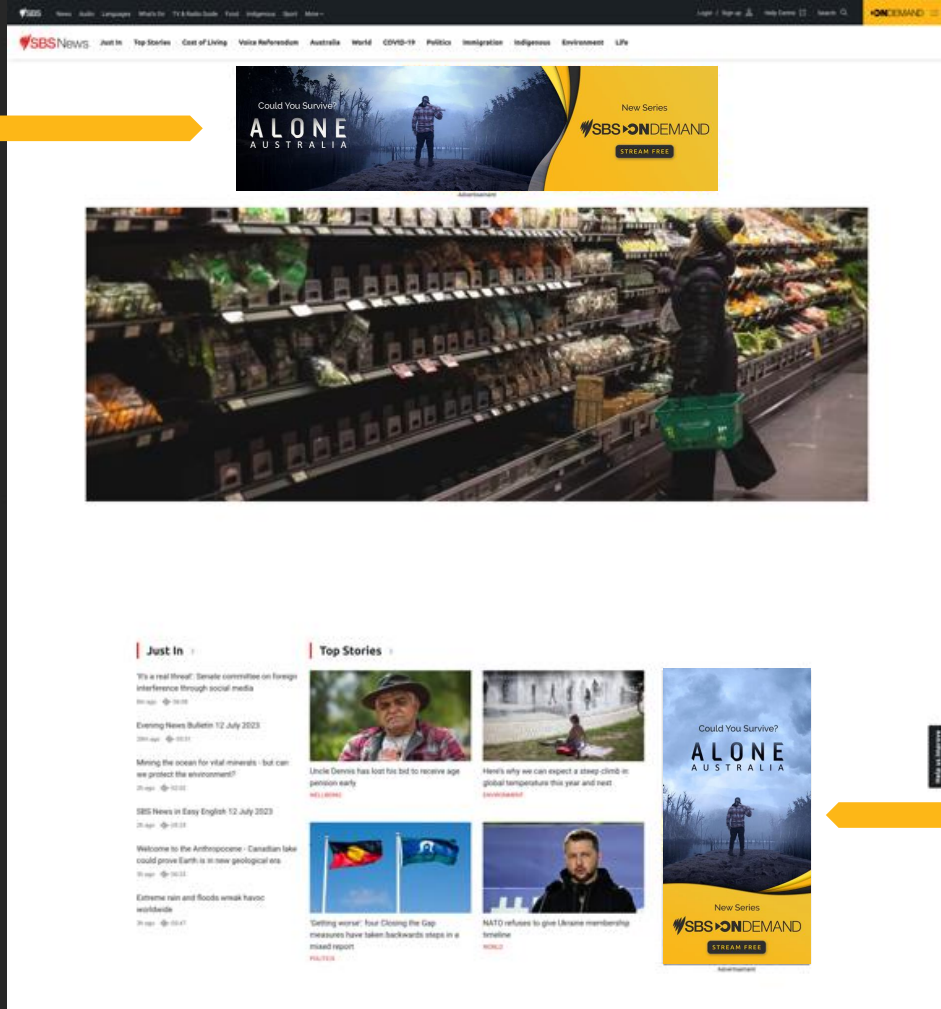 SBS News Audio Languages What's On TV & Radio Guide Food Indigenous Sport More Login / Sign up Help Centre Search ON DEMAND
SBS News Just In Top Stories Cost of Living Voice Referendum Australia World COVID-19 Politics Immigration Indigenous Environment Life
Could You Survive?
ALONE
AUSTRALIA
New Series
SBS ON DEMAND
STREAM FREE
Advertisement
Just In
'It's a real threat': Senate committee on foreign
interference through social media
Evening News Bulletin 12 July 2023
Mining the ocean for vital minerals - but can
we protect the environment?
SBS News in Easy English 12 July 2023
Welcome to the Anthropocene - Canadian lake
could prove Earth is in new geological era
Extreme rain and floods wreak havoc
worldwide
Top Stories
Uncle Dennis has lost his bid to receive age
pension early
WELLBEING
Here's why we can expect a steep climb in
global temperature this year and next
ENVIRONMENT
'Getting worse': four Closing the Gap
measures have taken backwards steps in a
mixed report
POLITICS
NATO refuses to give Ukraine membership
timeline
WORLD
Could You Survive?
ALONE
AUSTRALIA
New Series
SBS ON DEMAND
STREAM FREE
Advertisement
Help us improve